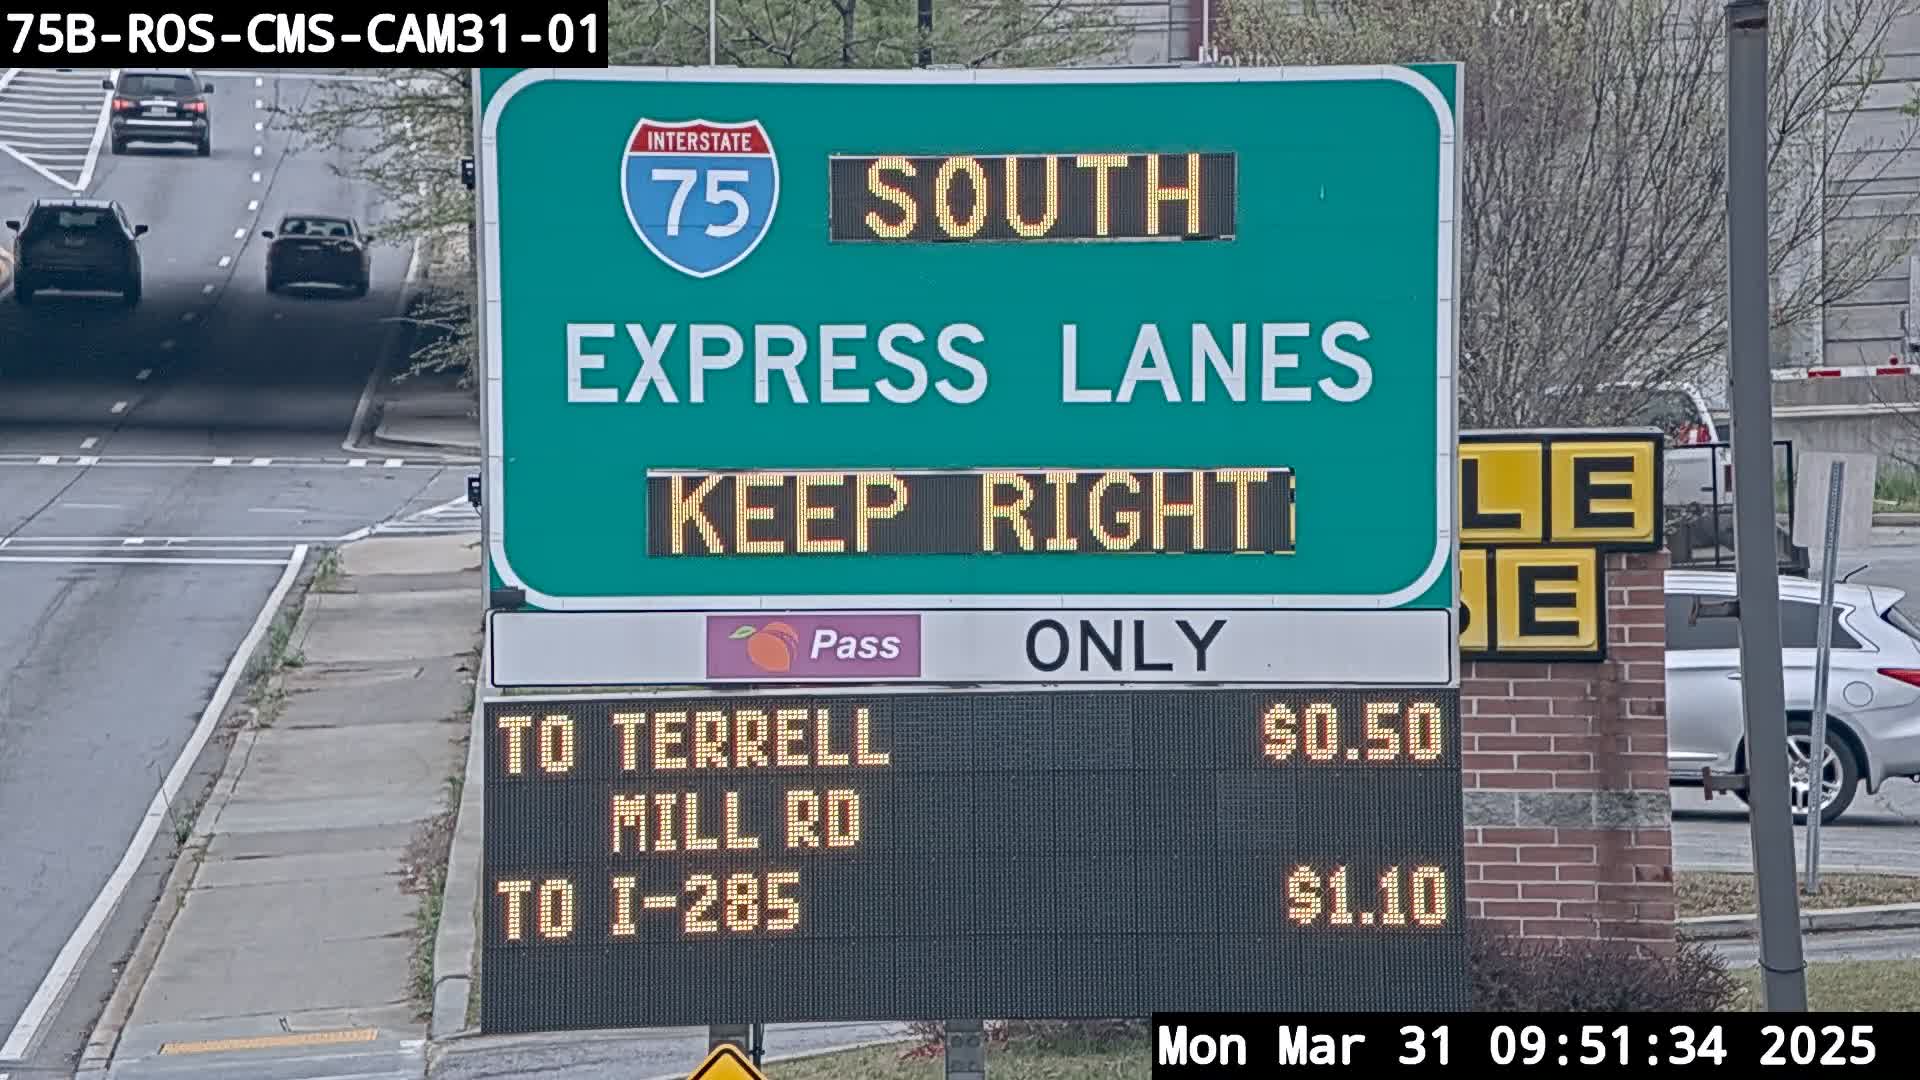 75B-ROS-CMS-CAM31-01
INTERSTATE
75
SOUTH
EXPRESS LANES
KEEP RIGHT
Pass ONLY
TO TERRELL $0.50
MILL RD
TO I-285 $1.10
LE
E
Mon Mar 31 09:51:34 2025